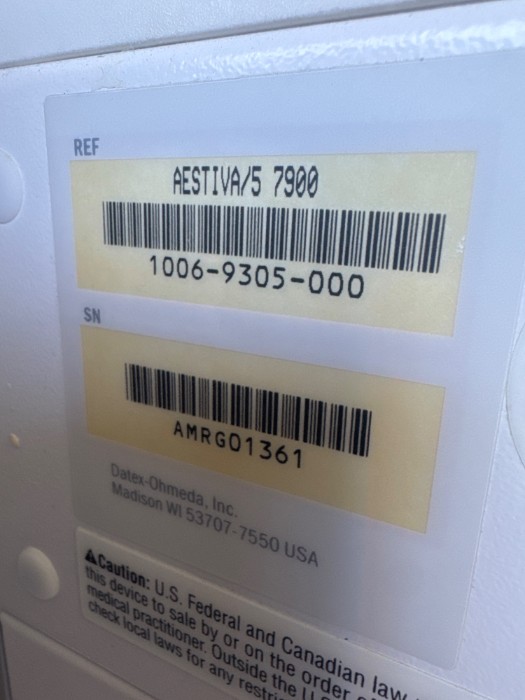 REF
AESTIVA/5 7900
1006-9305-000
SN
AMRG01361
Datex-Ohmeda, Inc.
Madison WI 53707-7550 USA
⚠Caution: U.S. Federal and Canadian law
this device to sale by or on the order
medical practitioner. Outside the U.S.
check local laws for any